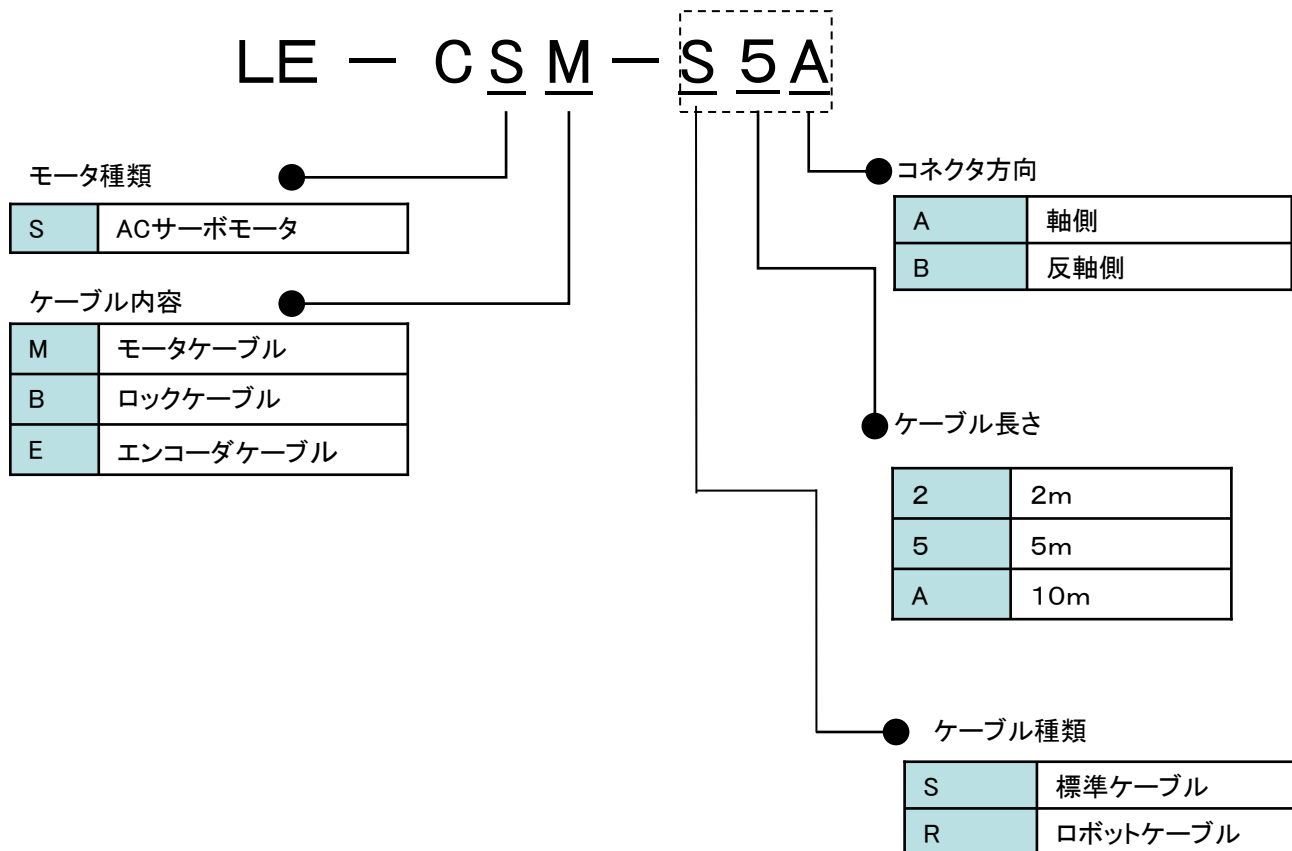 LE － CSM－S5A
モータ種類
S ACサーボモータ
ケーブル内容
M モータケーブル
B ロックケーブル
E エンコーダケーブル
コネクタ方向
A 軸側
B 反軸側
ケーブル長さ
2 2m
5 5m
A 10m
ケーブル種類
S 標準ケーブル
R ロボットケーブル